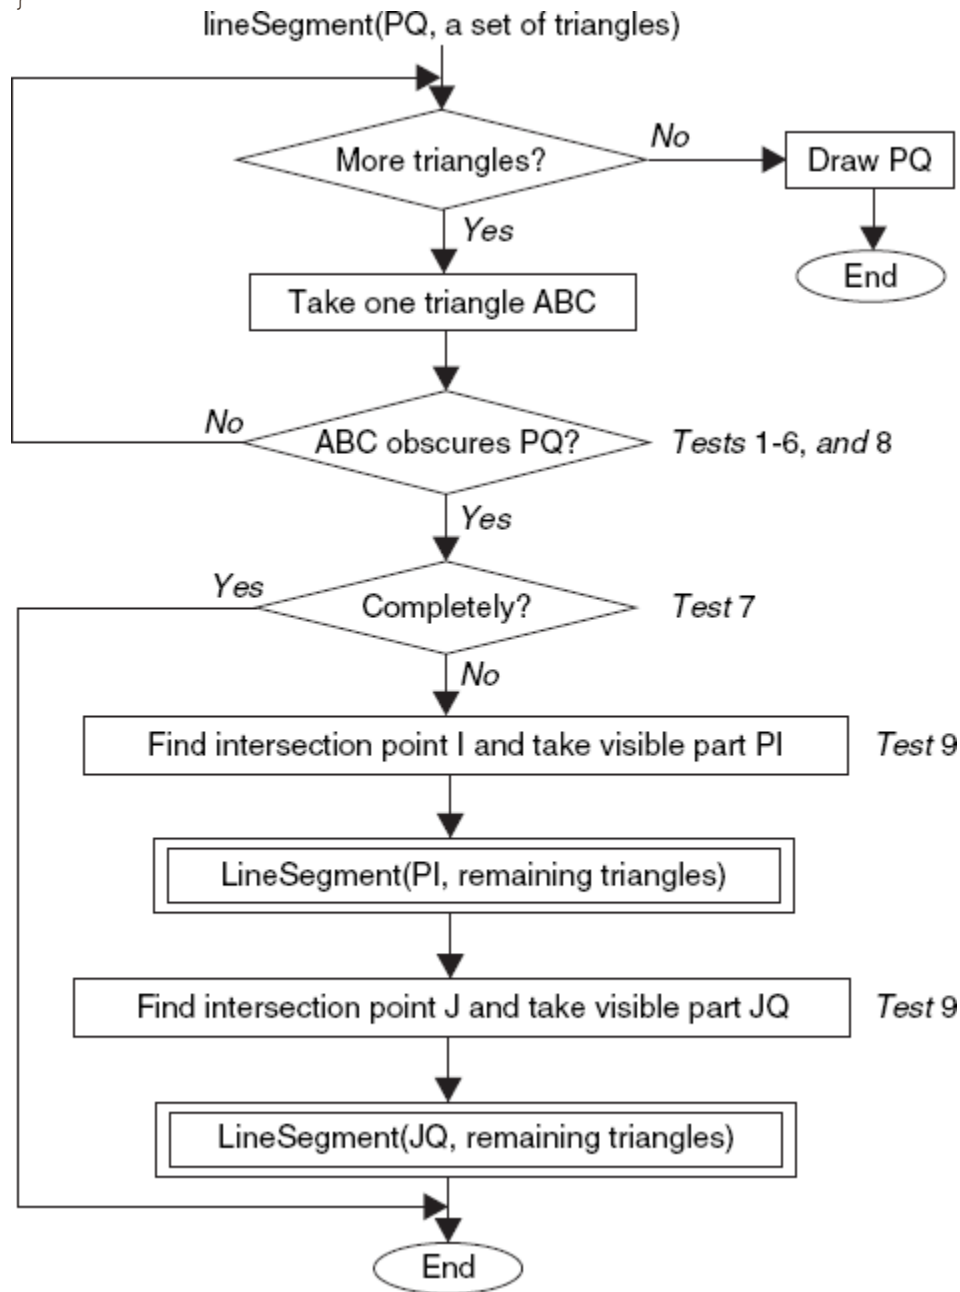 lineSegment(PQ, a set of triangles)
More triangles?
No
Draw PQ
Yes
End
Take one triangle ABC
No
ABC obscures PQ?
Tests 1-6, and 8
Yes
Yes
Completely?
Test 7
No
Find intersection point I and take visible part PI
Test 9
LineSegment(PI, remaining triangles)
Find intersection point J and take visible part JQ
Test 9
LineSegment(JQ, remaining triangles)
End